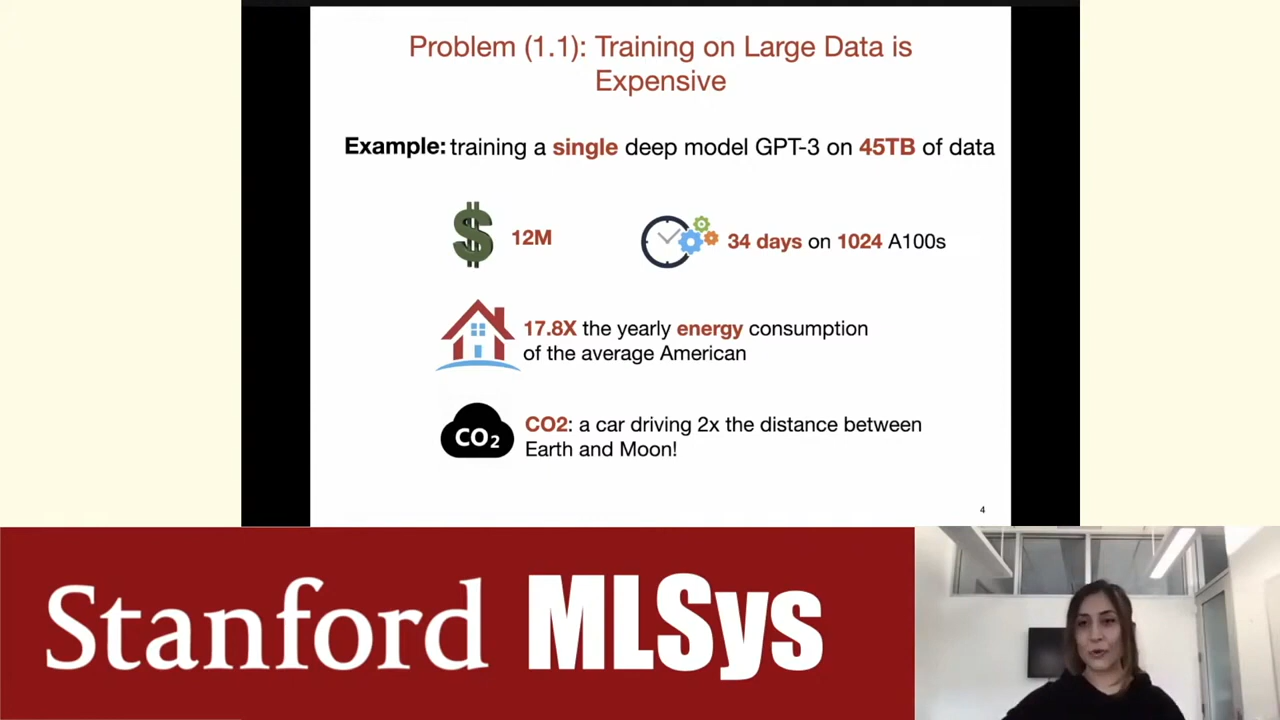 Problem (1.1): Training on Large Data is
Expensive
Example: training a single deep model GPT-3 on 45TB of data
$ 12M
34 days on 1024 A100s
17.8X the yearly energy consumption
of the average American
CO2
CO2: a car driving 2x the distance between
Earth and Moon!
4
Stanford MLSys